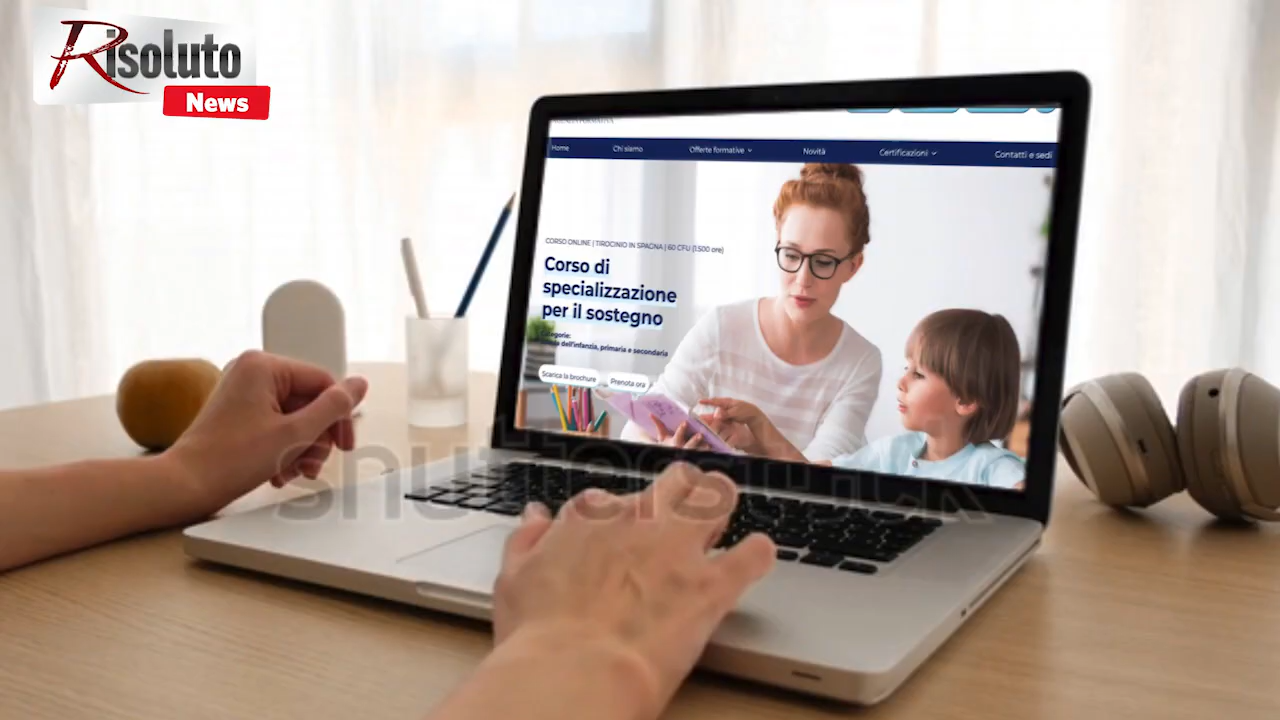 Risoluto
News
Home Chi siamo Offerte formative Novità Certificazioni Contatti e sedi
CORSO ONLINE | TIROCINIO IN SPAGNA | 60 CFU (1.500 ore)
Corso di
specializzazione
per il sostegno
dell'infanzia, primaria e secondaria
Scarica la brochure Prenota ora
shutterstock